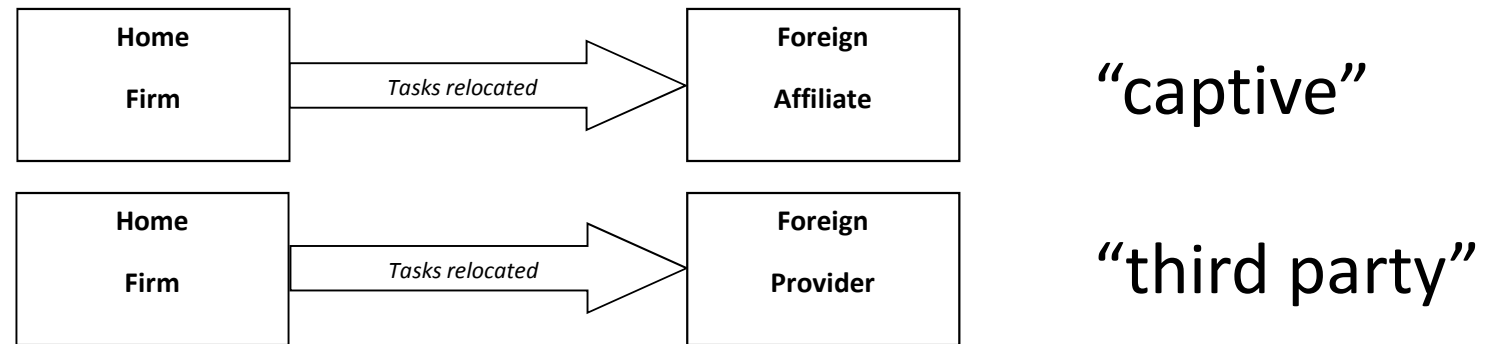 Home
Firm
Tasks relocated
Foreign
Affiliate
“captive”
Home
Firm
Tasks relocated
Foreign
Provider
“third party”